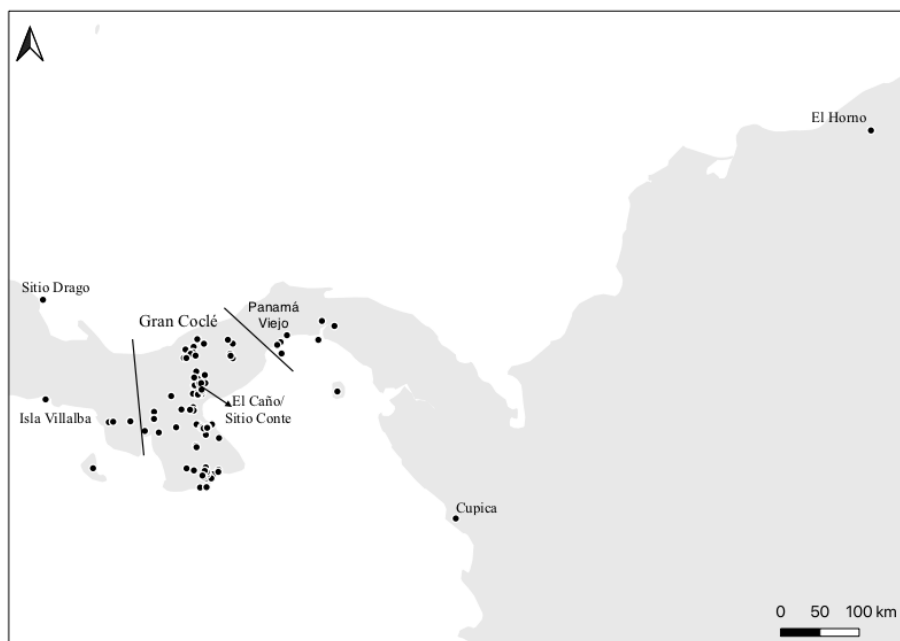 El Horno
Sitio Drago
Gran Coclé
Panamá
Viejo
El Caño/
Sitio Conte
Isla Villalba
Cupica
0 50 100 km